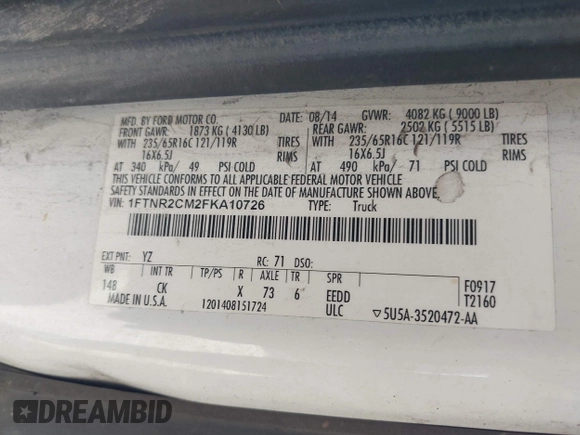 MFD. BY FORD MOTOR CO.
DATE: 08/14
GVWR: 4082 KG ( 9000 LB)
FRONT GAWR: 1873 KG ( 4130 LB)
REAR GAWR: 2502 KG ( 5515 LB)
WITH 235/65R16C 121/119R TIRES
WITH 235/65R16C 121/119R TIRES
16X6.5J RIMS
16X6.5J RIMS
AT 340 kPa/ 49 PSI COLD
AT 490 kPa/ 71 PSI COLD
THIS VEHICLE CONFORMS TO ALL APPLICABLE FEDERAL MOTOR VEHICLE
SAFETY STANDARDS IN EFFECT ON THE DATE OF MANUFACTURE SHOWN ABOVE.
VIN: 1FTNR2CM2FKA10726
TYPE: Truck
EXT PNT: YZ RC: 71 DSO:
WB INT TR TP/PS R AXLE TR SPR
148 CK X 73 6 EEDD
F0917
T2160
MADE IN U.S.A. 1201408151724 ULC ▽5U5A-3520472-AA
DREAMBID